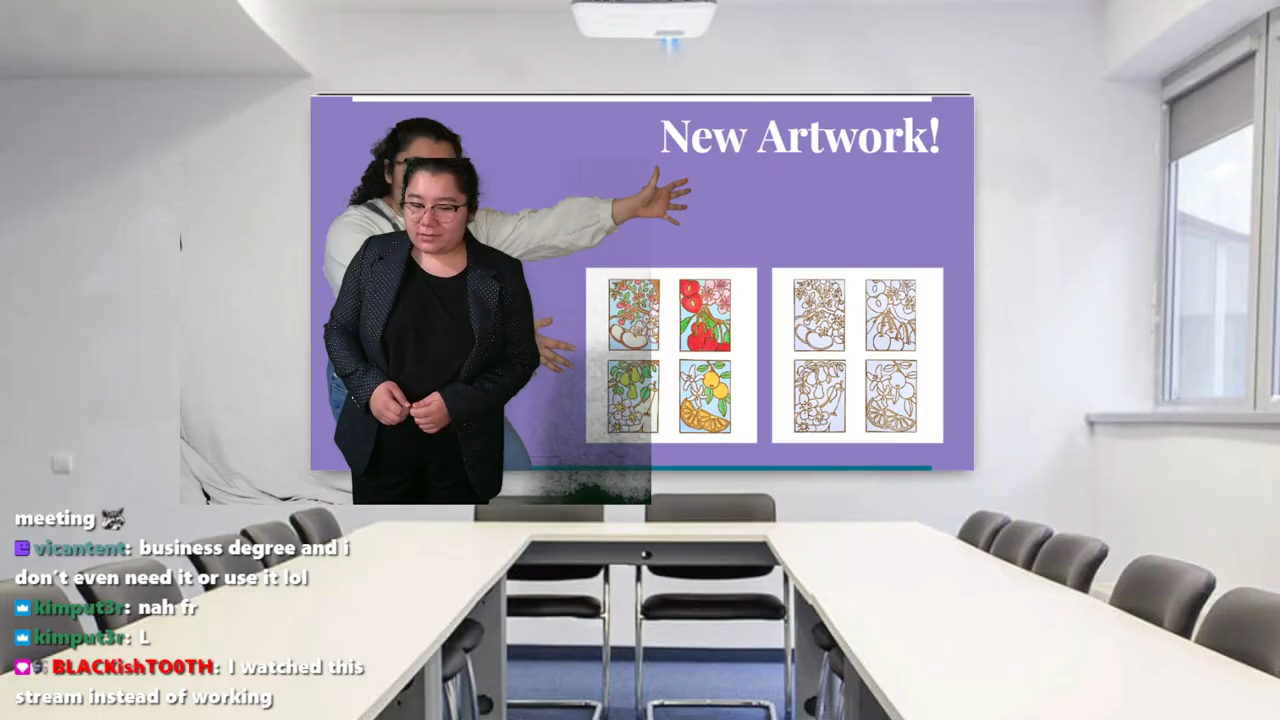 New Artwork!
meeting
vicantent: business degree and i
don't even need it or use it lol
kimput3r: nah fr
kimput3r: L
BLACKishTO0TH: I watched this
stream instead of working